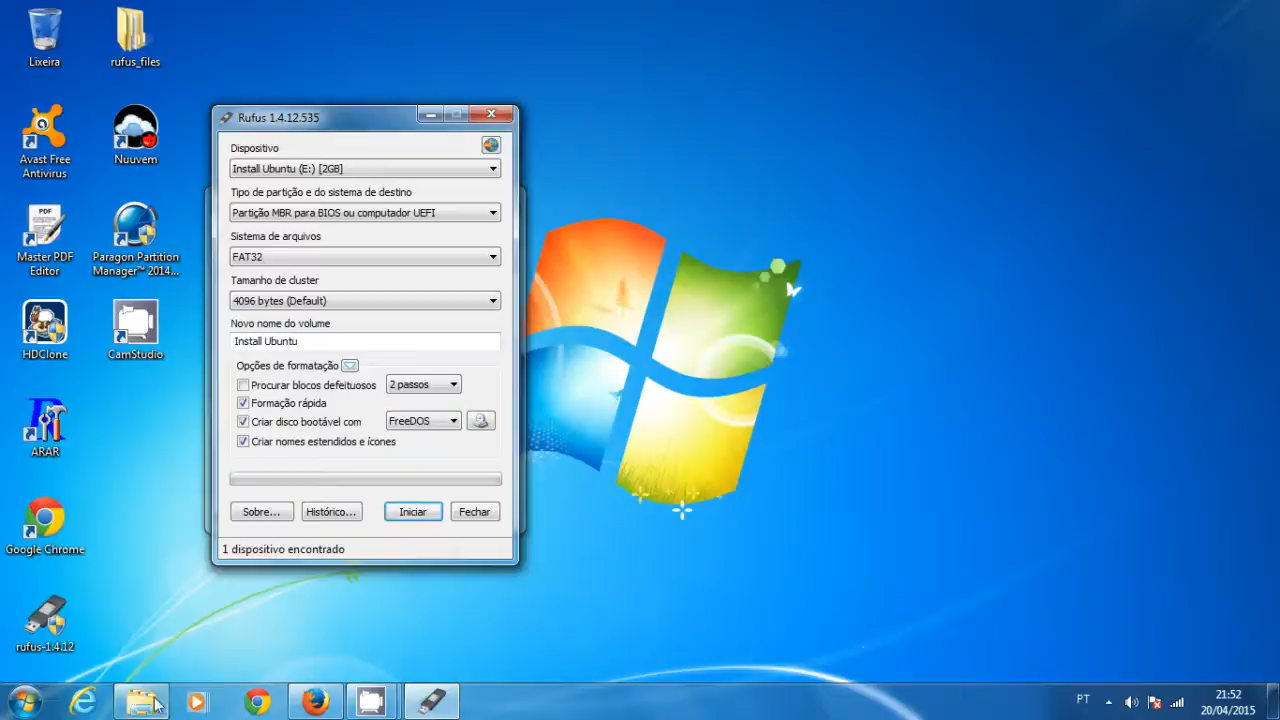 Lixeira
rufus_files
Avast Free
Antivirus
Nuuvem
PDF
Master PDF
Editor
Paragon Partition
Manager™ 2014...
HDClone
CamStudio
ARAR
Google Chrome
rufus-1.4.12
Rufus 1.4.12.535
Dispositivo
Install Ubuntu (E:) [2GB]
Tipo de partição e do sistema de destino
Partição MBR para BIOS ou computador UEFI
Sistema de arquivos
FAT32
Tamanho de cluster
4096 bytes (Default)
Novo nome do volume
Install Ubuntu
Opções de formatação
Procurar blocos defeituosos 2 passos
Formação rápida
Criar disco bootável com FreeDOS
Criar nomes estendidos e ícones
Sobre... Histórico... Iniciar Fechar
1 dispositivo encontrado
PT
21:52
20/04/2015